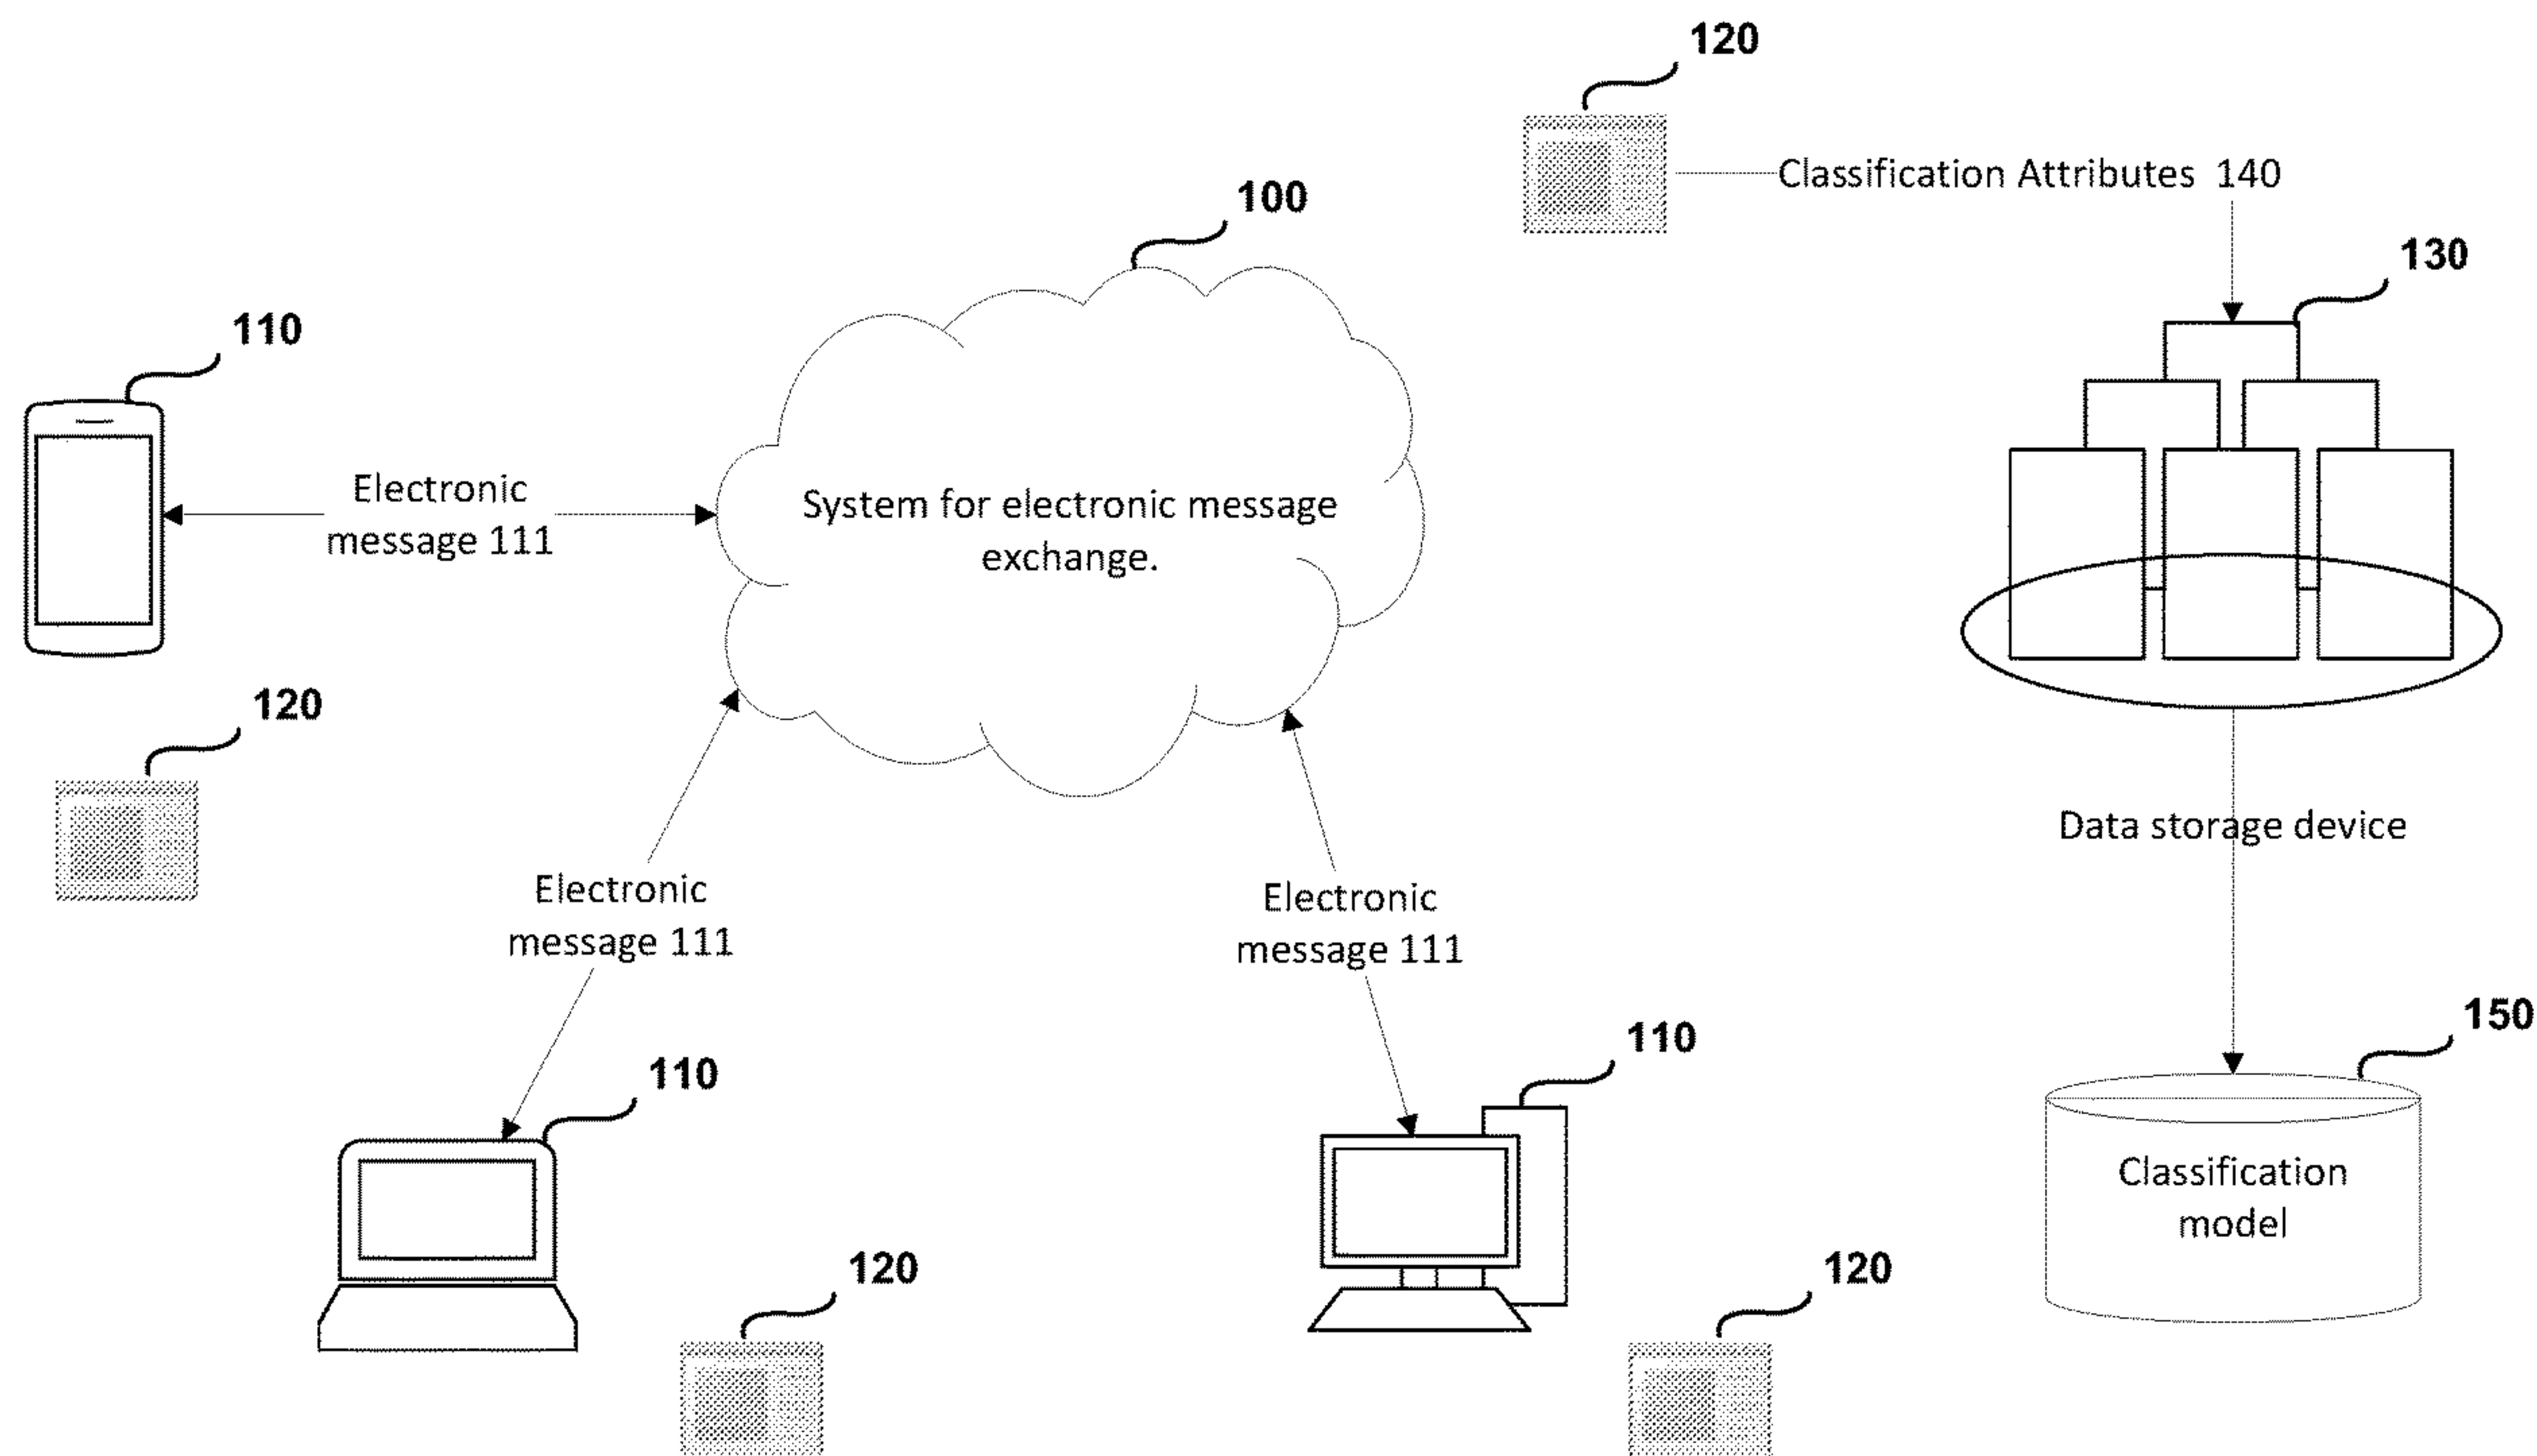 120
Classification Attributes 140
100
130
110
Electronic
message 111
System for electronic message
exchange.
120
Data storage device
Electronic
message 111
Electronic
message 111
150
110
110
Classification
model
120
120